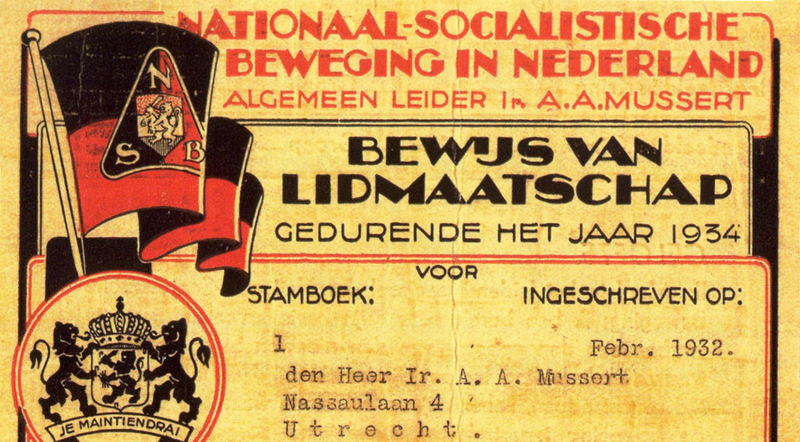 NATIONAAL-SOCIALISTISCHE
BEWEGING IN NEDERLAND
ALGEMEEN LEIDER Ir. A.A.MUSSERT
N
S B
BEWIJS VAN
LIDMAATSCHAP
GEDURENDE HET JAAR 1934
VOOR
STAMBOEK: INGESCHREVEN OP:
1 Febr. 1932.
den Heer Ir. A. A. Mussert
Nassaulaan 4
Utrecht.
JE MAINTIENDRAI